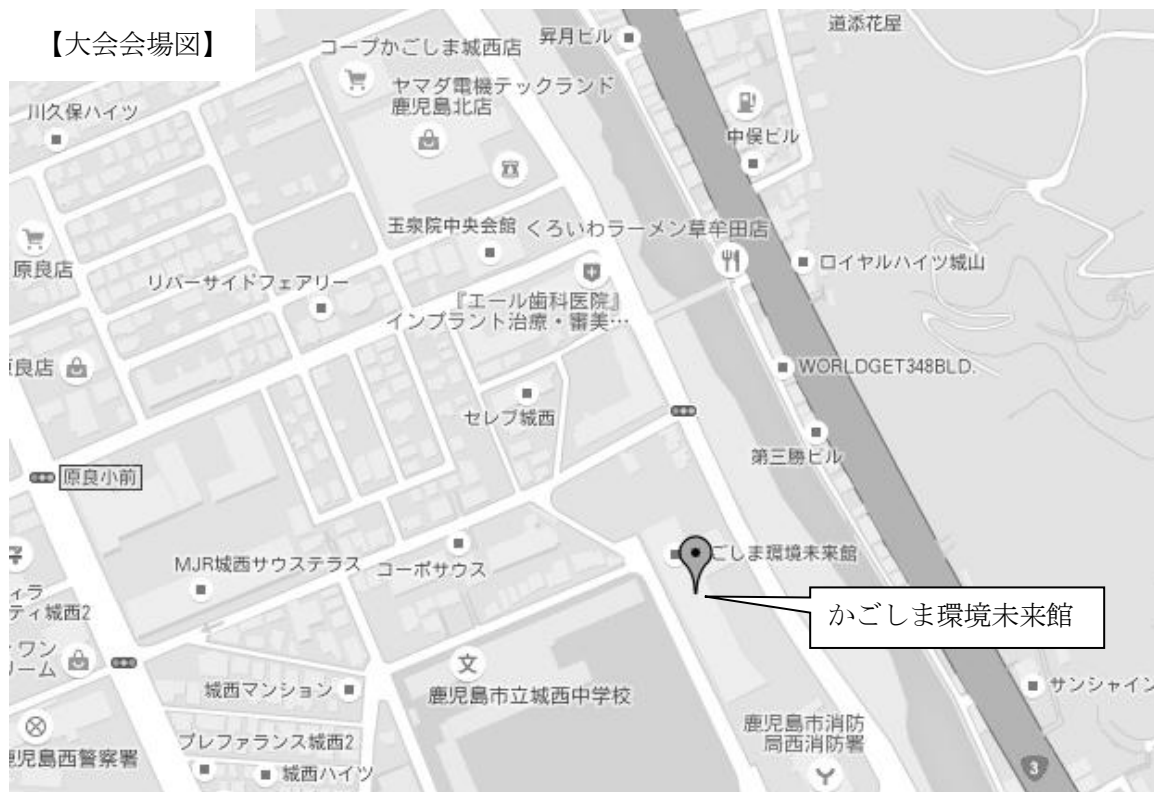 【大会会場図】
道添花屋
昇月ビル
コープかごしま城西店
ヤマダ電機テックランド
鹿児島北店
川久保ハイツ
中俣ビル
玉泉院中央会館
くろいわラーメン草牟田店
原良店
リバーサイドフェアリー
ロイヤルハイツ城山
『エール歯科医院』
インプラント治療・審美…
原良店
WORLDGET348BLD.
セレブ城西
第三勝ビル
原良小前
MJR城西サウステラス
コーポサウス
ごしま環境未来館
かごしま環境未来館
ィラ
ティ城西2
ワン
リーム
城西マンション
鹿児島市立城西中学校
サンシャイン
鹿児島市消防
局西消防署
鹿児島西警察署
プレファランス城西2
城西ハイツ
3